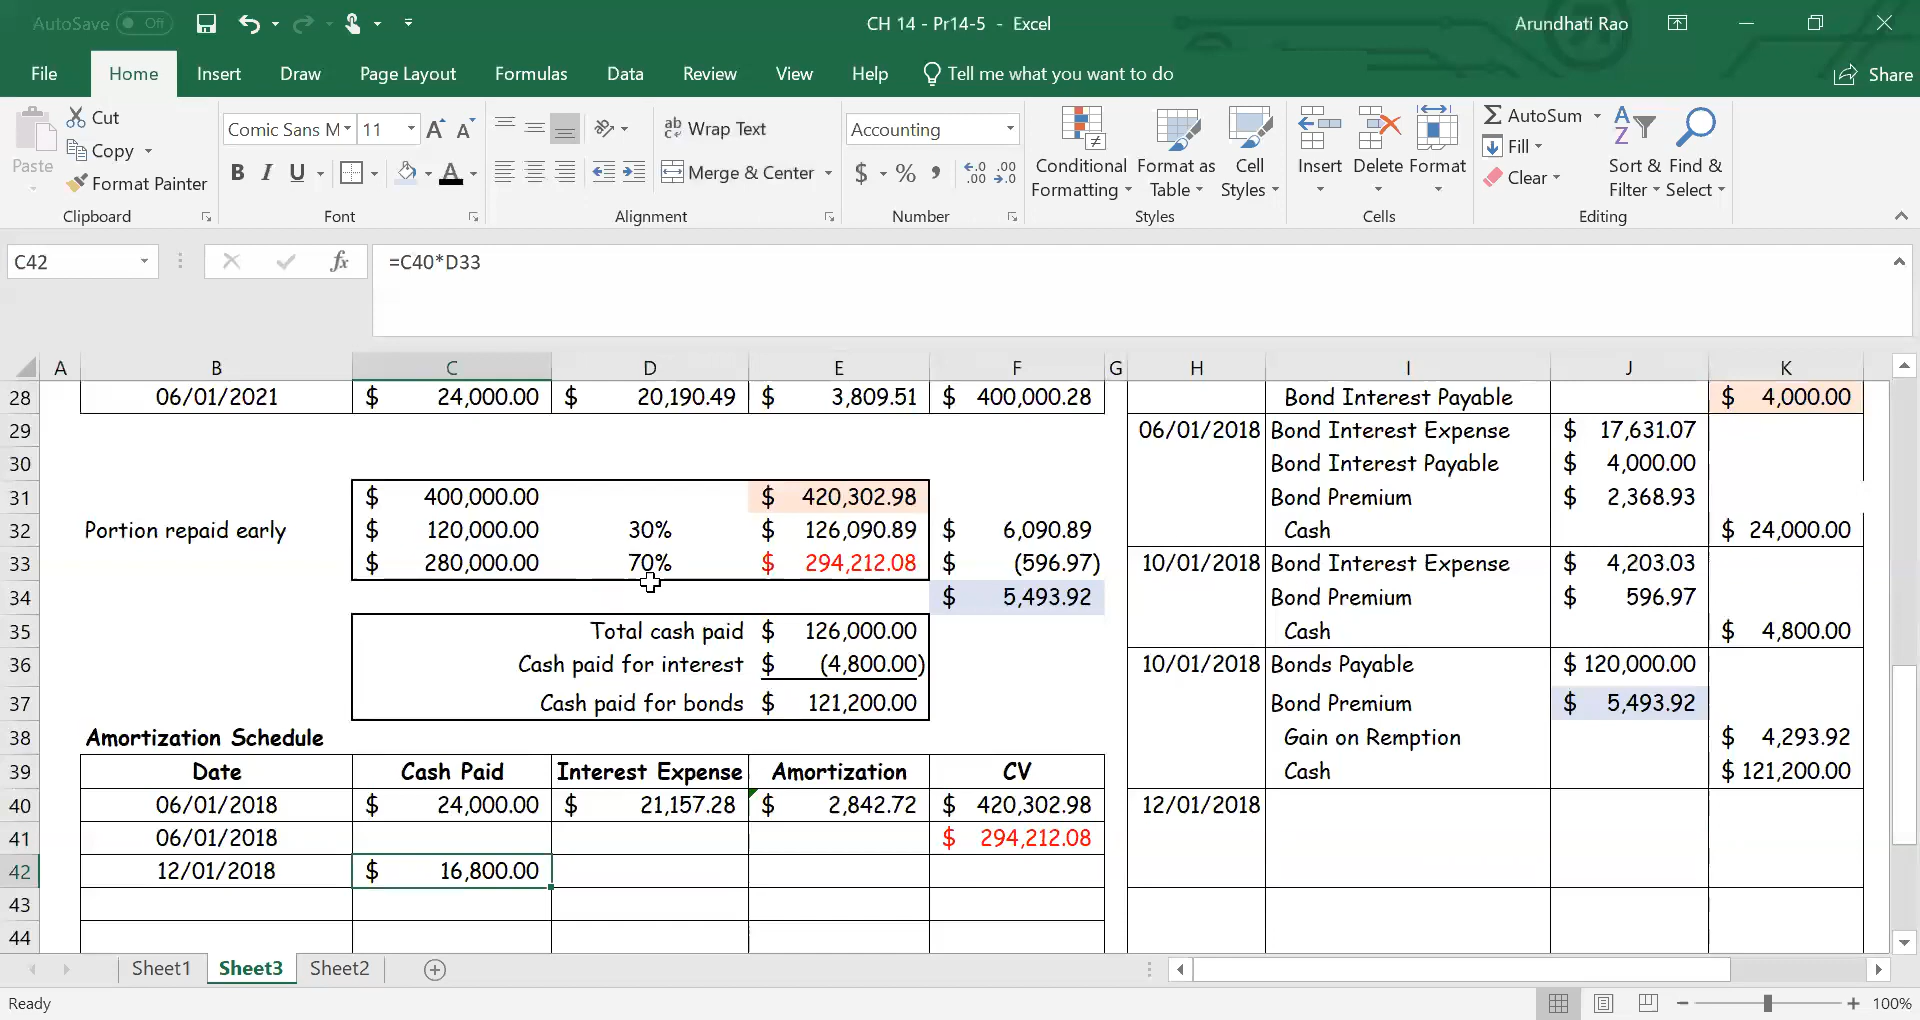 AutoSave Off CH 14 - Pr14-5 - Excel Arundhati Rao
File Home Insert Draw Page Layout Formulas Data Review View Help Tell me what you want to do Share
Paste Cut Copy Format Painter Clipboard
Comic Sans M 11 A A B I U A Font
ab Wrap Text Merge & Center Alignment
Accounting $ % , .0 .00 .00 .0 Number
Conditional Formatting Format as Table Cell Styles Styles
Insert Delete Format Cells
AutoSum Fill Clear Sort & Filter Find & Select Editing
C42 fx =C40*D33
A B C D E F G H I J K
28 06/01/2021 $ 24,000.00 $ 20,190.49 $ 3,809.51 $ 400,000.28 Bond Interest Payable $ 4,000.00
29 06/01/2018 Bond Interest Expense $ 17,631.07
30 Bond Interest Payable $ 4,000.00
31 $ 400,000.00 $ 420,302.98 Bond Premium $ 2,368.93
32 Portion repaid early $ 120,000.00 30% $ 126,090.89 $ 6,090.89 Cash $ 24,000.00
33 $ 280,000.00 70% $ 294,212.08 $ (596.97) 10/01/2018 Bond Interest Expense $ 4,203.03
34 $ 5,493.92 Bond Premium $ 596.97
35 Total cash paid $ 126,000.00 Cash $ 4,800.00
36 Cash paid for interest $ (4,800.00) 10/01/2018 Bonds Payable $ 120,000.00
37 Cash paid for bonds $ 121,200.00 Bond Premium $ 5,493.92
38 Amortization Schedule Gain on Remption $ 4,293.92
39 Date Cash Paid Interest Expense Amortization CV Cash $ 121,200.00
40 06/01/2018 $ 24,000.00 $ 21,157.28 $ 2,842.72 $ 420,302.98 12/01/2018
41 06/01/2018 $ 294,212.08
42 12/01/2018 $ 16,800.00
43
44
Sheet1 Sheet3 Sheet2
Ready 100%